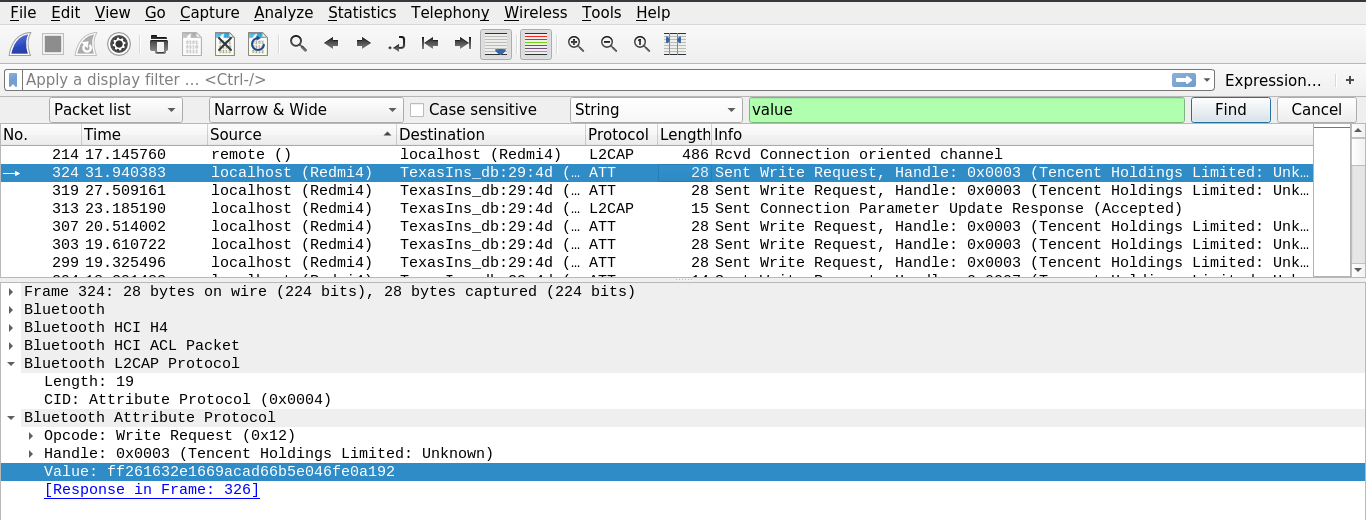 File Edit View Go Capture Analyze Statistics Telephony Wireless Tools Help
Apply a display filter ... <Ctrl-/> Expression... +
Packet list Narrow & Wide Case sensitive String value Find Cancel
No. Time Source Destination Protocol Length Info
214 17.145760 remote () localhost (Redmi4) L2CAP 486 Rcvd Connection oriented channel
324 31.940383 localhost (Redmi4) TexasIns_db:29:4d (… ATT 28 Sent Write Request, Handle: 0x0003 (Tencent Holdings Limited: Unk…
319 27.509161 localhost (Redmi4) TexasIns_db:29:4d (… ATT 28 Sent Write Request, Handle: 0x0003 (Tencent Holdings Limited: Unk…
313 23.185190 localhost (Redmi4) TexasIns_db:29:4d (… L2CAP 15 Sent Connection Parameter Update Response (Accepted)
307 20.514002 localhost (Redmi4) TexasIns_db:29:4d (… ATT 28 Sent Write Request, Handle: 0x0003 (Tencent Holdings Limited: Unk…
303 19.610722 localhost (Redmi4) TexasIns_db:29:4d (… ATT 28 Sent Write Request, Handle: 0x0003 (Tencent Holdings Limited: Unk…
299 19.325496 localhost (Redmi4) TexasIns_db:29:4d (… ATT 28 Sent Write Request, Handle: 0x0003 (Tencent Holdings Limited: Unk…
Frame 324: 28 bytes on wire (224 bits), 28 bytes captured (224 bits)
Bluetooth
Bluetooth HCI H4
Bluetooth HCI ACL Packet
Bluetooth L2CAP Protocol
Length: 19
CID: Attribute Protocol (0x0004)
Bluetooth Attribute Protocol
Opcode: Write Request (0x12)
Handle: 0x0003 (Tencent Holdings Limited: Unknown)
Value: ff261632e1669acad66b5e046fe0a192
[Response in Frame: 326]